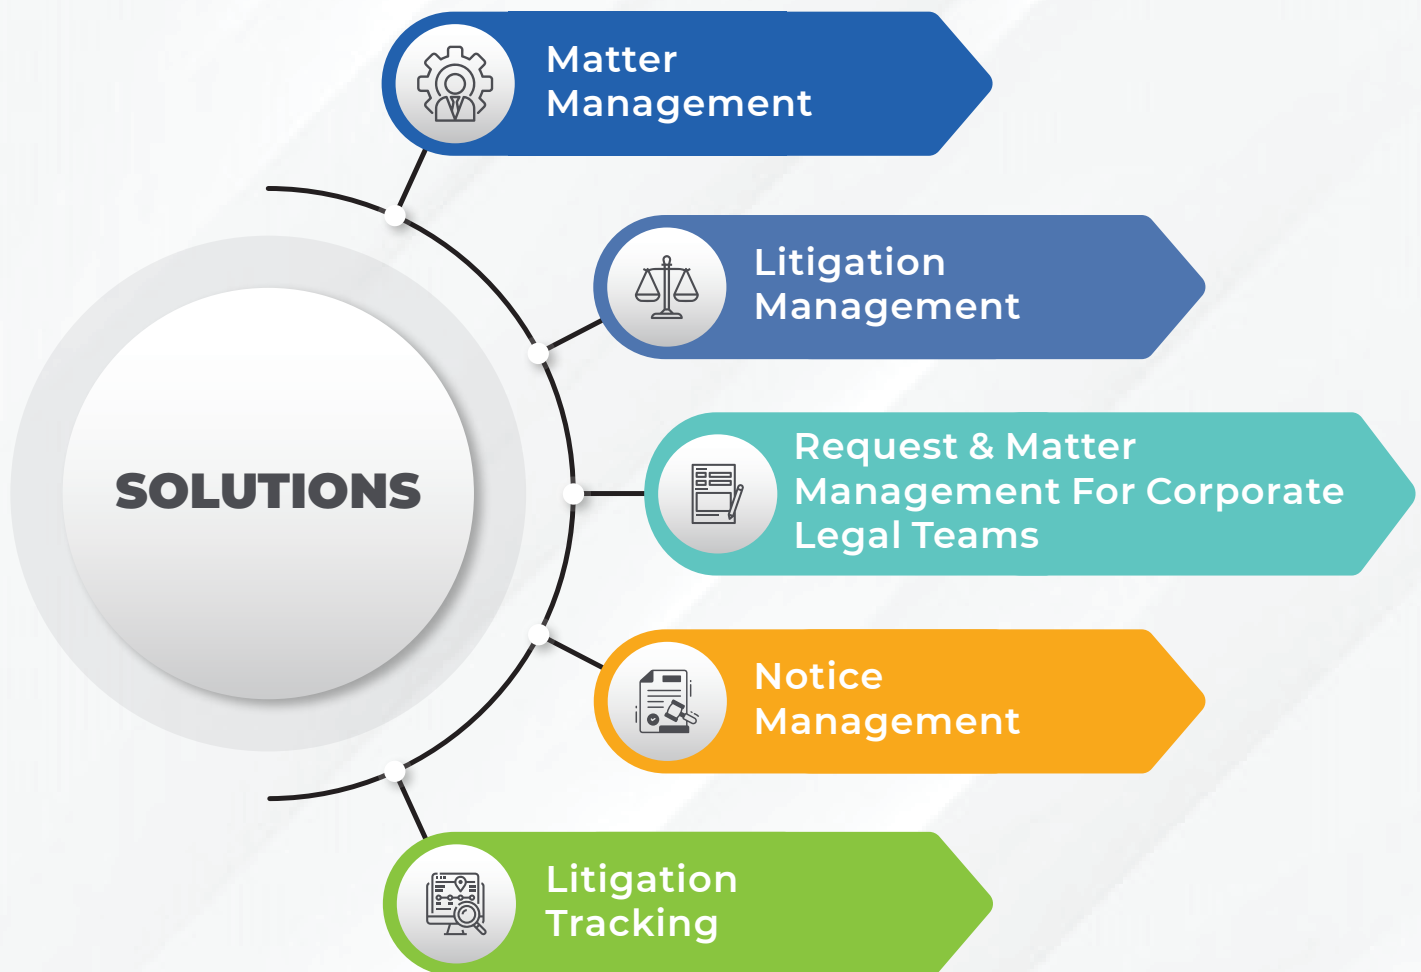 Matter
Management
Litigation
Management
SOLUTIONS
Request & Matter
Management For Corporate
Legal Teams
Notice
Management
Litigation
Tracking